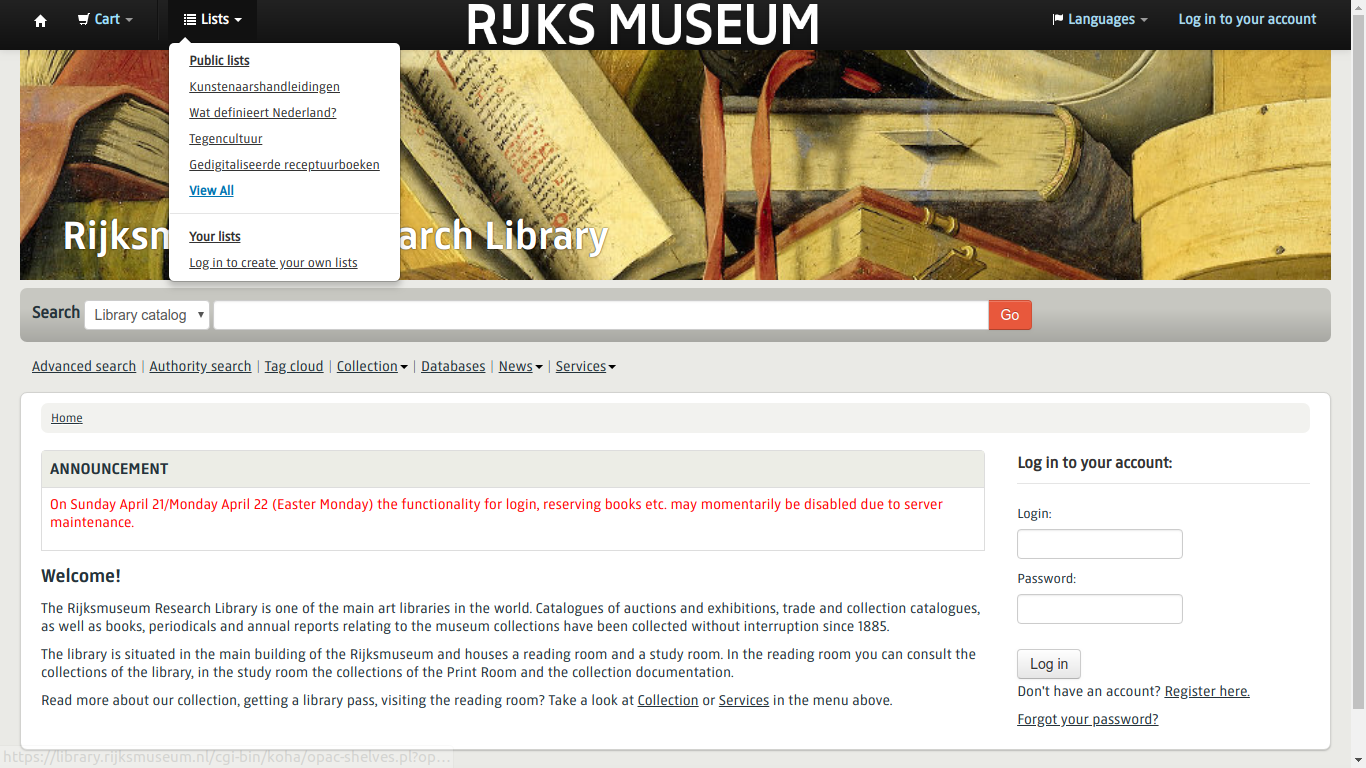 Cart
Lists
RIJKS MUSEUM
Languages
Log in to your account
Public lists
Kunstenaarshandleidingen
Wat definieert Nederland?
Tegencultuur
Gedigitaliseerde receptuurboeken
View All
Your lists
Log in to create your own lists
Library
Search
Library catalog
Go
Advanced search | Authority search | Tag cloud | Collection | Databases | News | Services
Home
ANNOUNCEMENT
On Sunday April 21/Monday April 22 (Easter Monday) the functionality for login, reserving books etc. may momentarily be disabled due to server
maintenance.
Welcome!
The Rijksmuseum Research Library is one of the main art libraries in the world. Catalogues of auctions and exhibitions, trade and collection catalogues,
as well as books, periodicals and annual reports relating to the museum collections have been collected without interruption since 1885.
The library is situated in the main building of the Rijksmuseum and houses a reading room and a study room. In the reading room you can consult the
collections of the library, in the study room the collections of the Print Room and the collection documentation.
Read more about our collection, getting a library pass, visiting the reading room? Take a look at Collection or Services in the menu above.
Log in to your account:
Login:
Password:
Log in
Don't have an account? Register here.
Forgot your password?
https://library.rijksmuseum.nl/cgi-bin/koha/opac-shelves.pl?op...